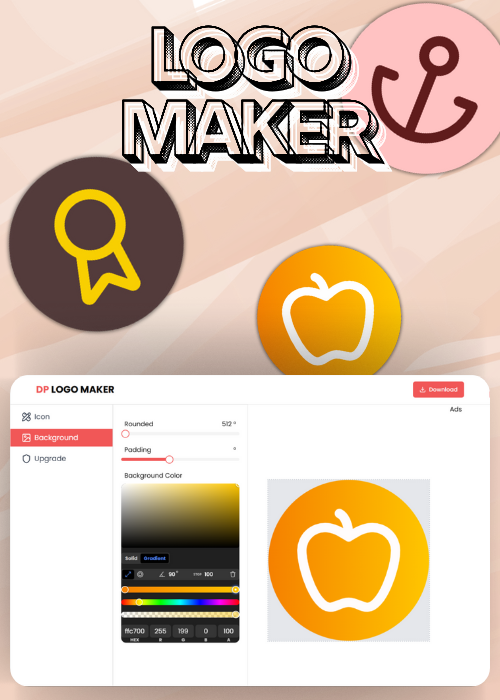 LOGO
MAKER
DP LOGO MAKER
Download
Ads
Icon
Background
Upgrade
Rounded 512°
Padding °
Background Color
Solid Gradient
90° STOP 100
ffc700 255 199 0 100
HEX R G B A